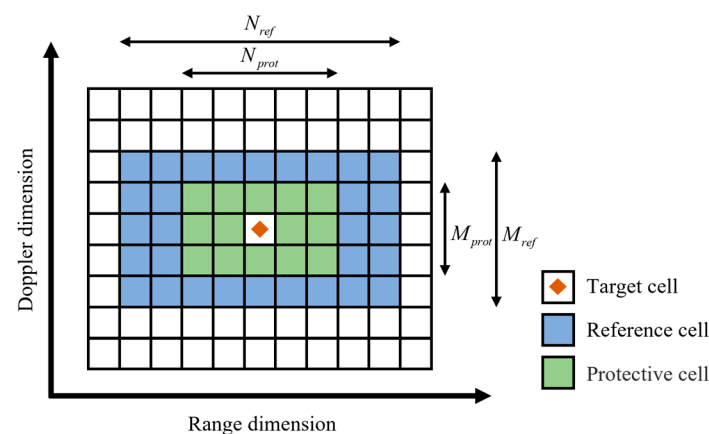 N_ref
N_prot
Doppler dimension
M_prot
M_ref
Target cell
Reference cell
Protective cell
Range dimension